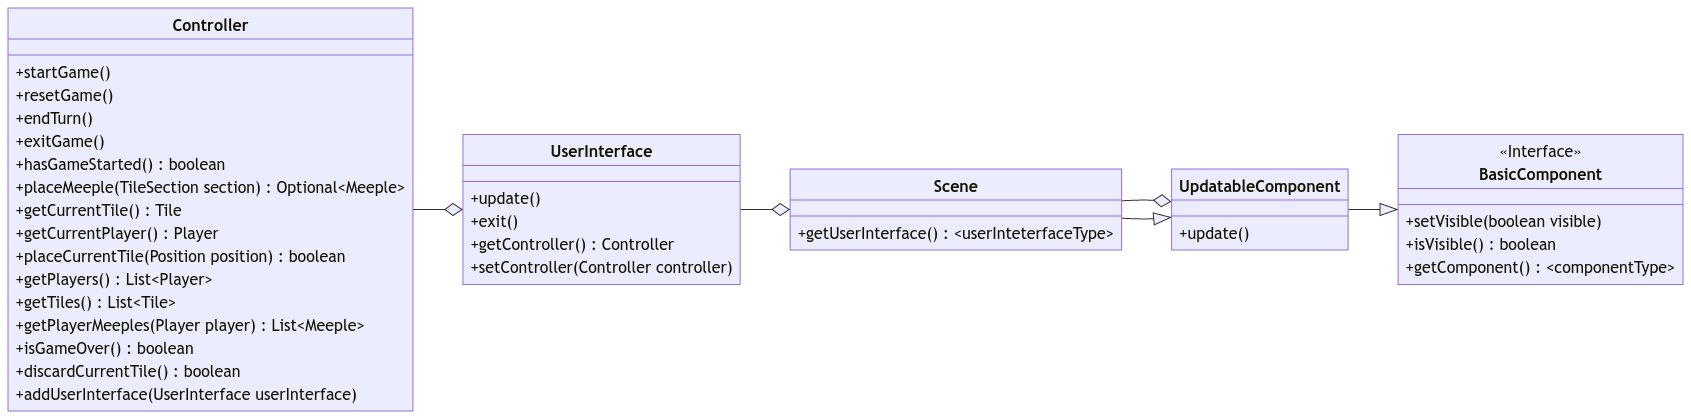 Controller
+startGame()
+resetGame()
+endTurn()
+exitGame()
+hasGameStarted() : boolean
+placeMeeple(TileSection section) : Optional<Meeple>
+getCurrentTile() : Tile
+getCurrentPlayer() : Player
+placeCurrentTile(Position position) : boolean
+getPlayers() : List<Player>
+getTiles() : List<Tile>
+getPlayerMeeples(Player player) : List<Meeple>
+isGameOver() : boolean
+discardCurrentTile() : boolean
+addUserInterface(UserInterface userInterface)
UserInterface
+update()
+exit()
+getController() : Controller
+setController(Controller controller)
Scene
+getUserInterface() : <userInteterfaceType>
UpdatableComponent
+update()
«Interface»
BasicComponent
+setVisible(boolean visible)
+isVisible() : boolean
+getComponent() : <componentType>